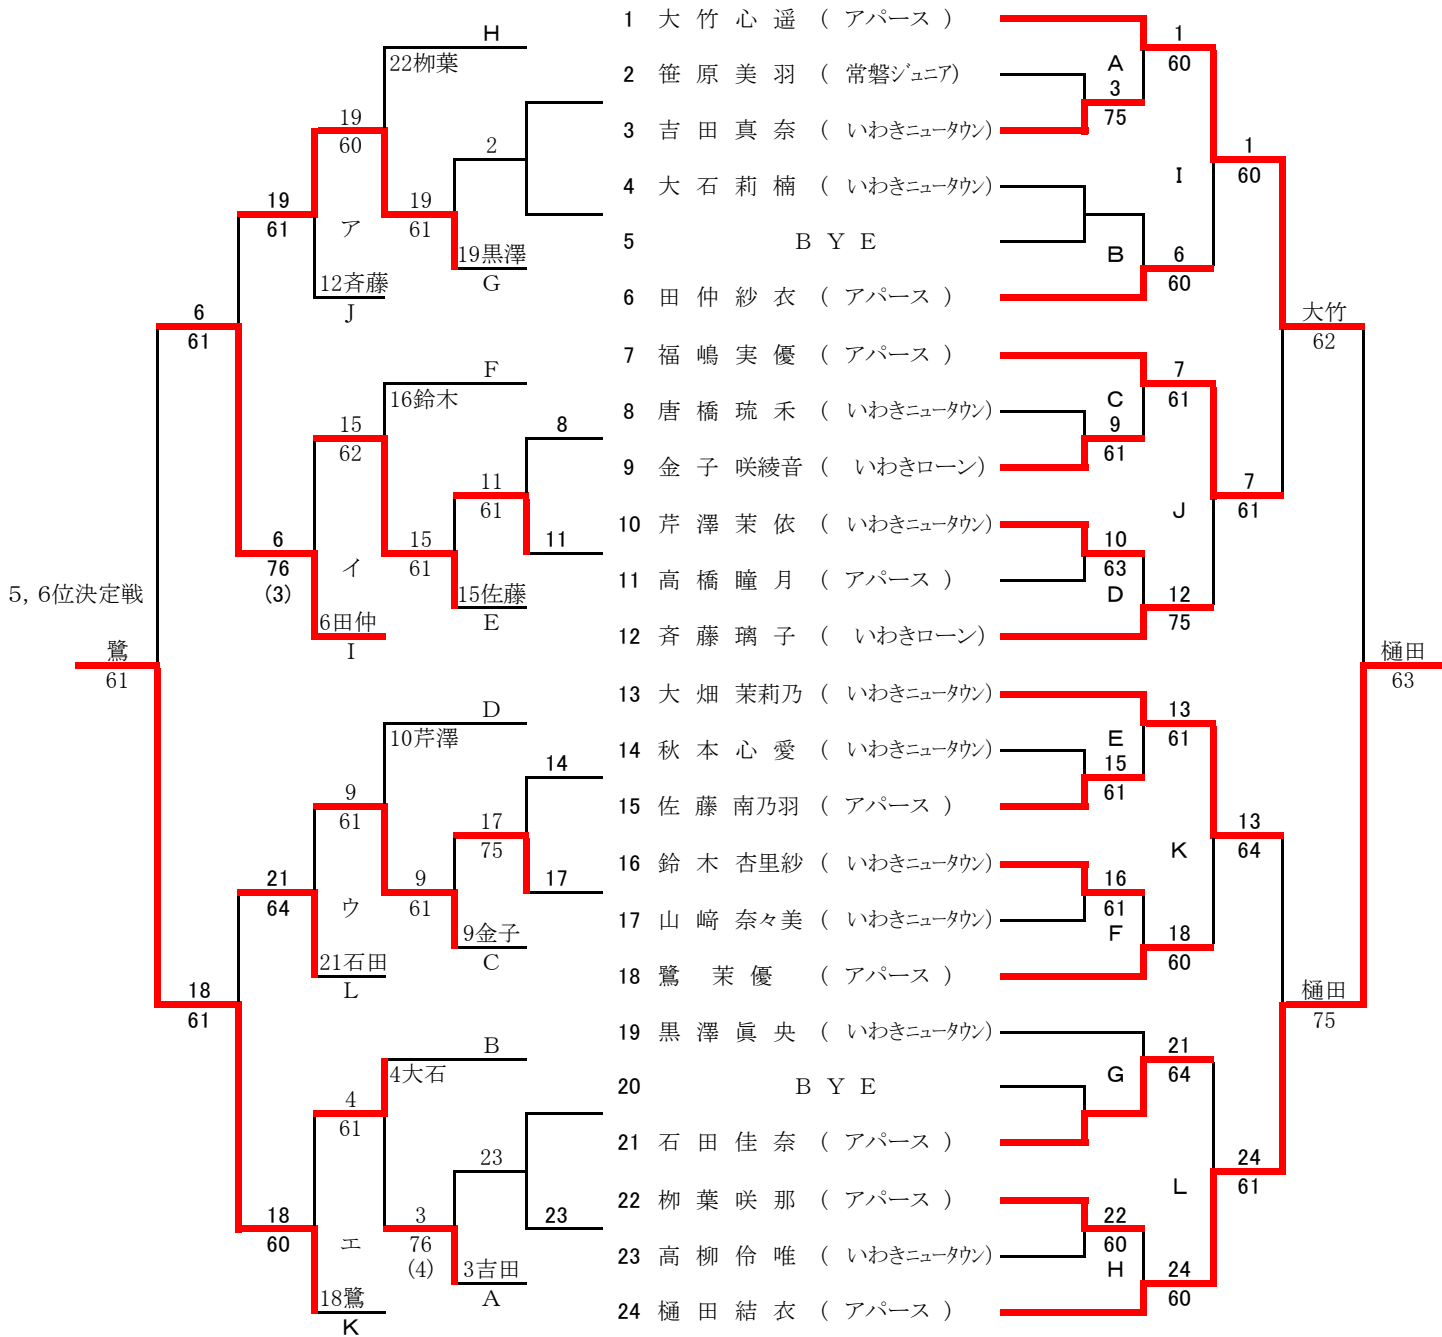 1 大 竹 心 遥 ( アパース )
2 笹 原 美 羽 ( 常磐ジュニア)
3 吉 田 真 奈 ( いわきニュータウン)
4 大 石 莉 楠 ( いわきニュータウン)
5 B Y E
6 田 仲 紗 衣 ( アパース )
7 福 嶋 実 優 ( アパース )
8 唐 橋 琉 禾 ( いわきニュータウン)
9 金 子 咲綾音 ( いわきローン)
10 芹 澤 茉 依 ( いわきニュータウン)
11 高 橋 瞳 月 ( アパース )
12 斉 藤 璃 子 ( いわきローン)
13 大 畑 茉莉乃 ( いわきニュータウン)
14 秋 本 心 愛 ( いわきニュータウン)
15 佐 藤 南乃羽 ( アパース )
16 鈴 木 杏里紗 ( いわきニュータウン)
17 山 﨑 奈々美 ( いわきニュータウン)
18 鷺 茉 優 ( アパース )
19 黒 澤 眞 央 ( いわきニュータウン)
20 B Y E
21 石 田 佳 奈 ( アパース )
22 栁 葉 咲 那 ( アパース )
23 高 柳 伶 唯 ( いわきニュータウン)
24 樋 田 結 衣 ( アパース )
A
3
75
1
60
B
6
60
I
1
60
C
9
61
7
61
10
63
D
12
75
J
7
61
大竹
62
E
15
61
13
61
16
61
F
18
60
K
13
64
G
21
64
22
60
H
24
60
L
24
61
樋田
75
樋田
63
H
22栁葉
2
19
61
19黒澤
G
19
60
ア
12斉藤
J
19
61
F
16鈴木
8
11
11
61
15
61
15佐藤
E
15
62
イ
6田仲
I
6
76
(3)
6
61
5, 6位決定戦
鷺
61
D
10芹澤
14
17
17
75
9
61
9金子
C
9
61
ウ
21石田
L
21
64
18
61
B
4大石
23
23
3
76
(4)
3吉田
A
4
61
エ
18鷺
K
18
60